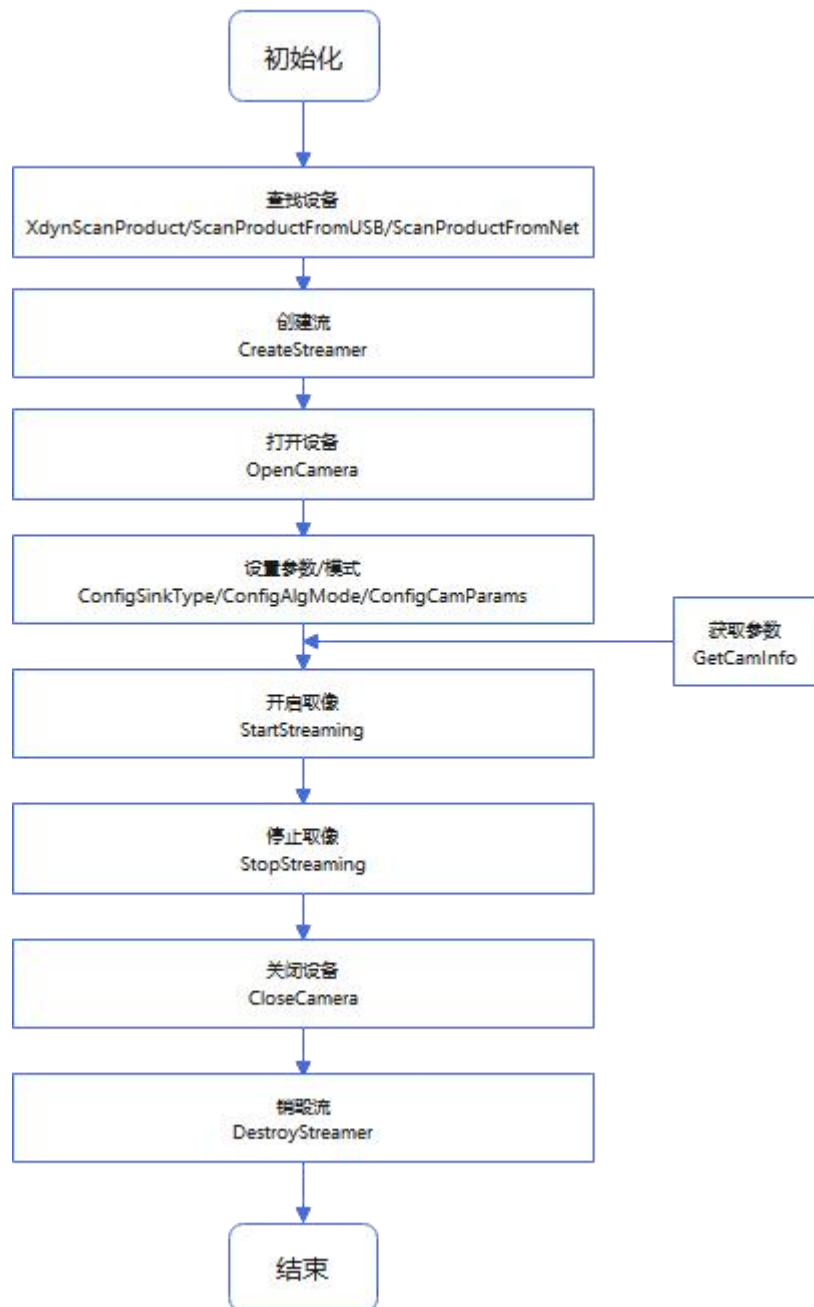 初始化
查找设备
XdynScanProduct/ScanProductFromUSB/ScanProductFromNet
创建流
CreateStreamer
打开设备
OpenCamera
设置参数/模式
ConfigSinkType/ConfigAlgMode/ConfigCamParams
获取参数
GetCamInfo
开启取像
StartStreaming
停止取像
StopStreaming
关闭设备
CloseCamera
销毁流
DestroyStreamer
结束